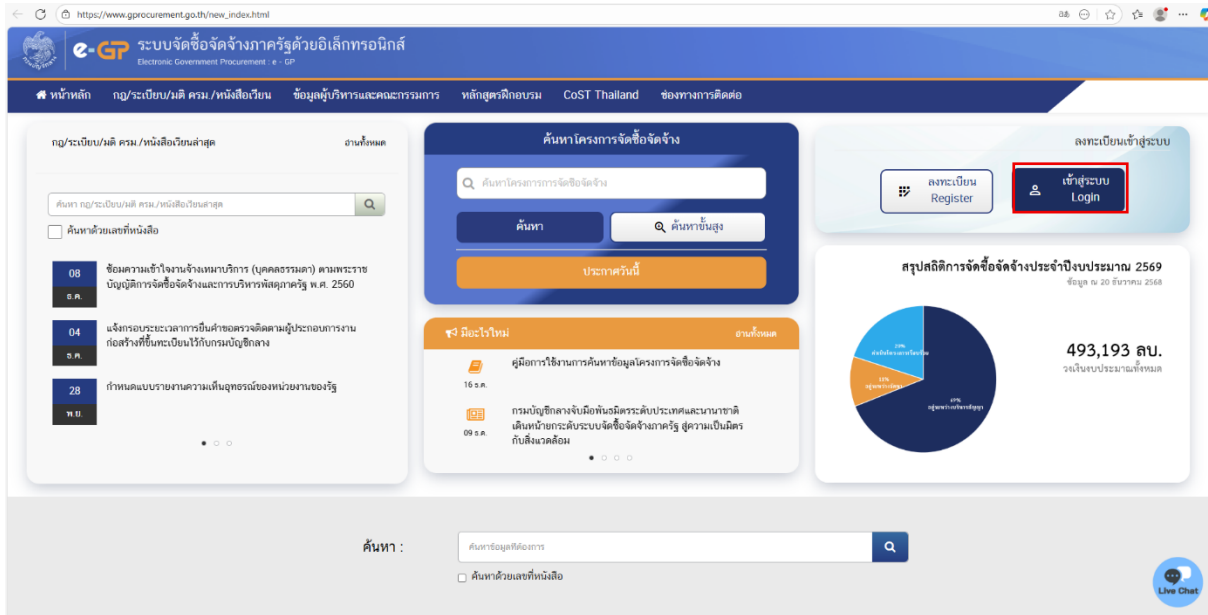 https://www.gprocurement.go.th/new_index.html
e-GP ระบบจัดซื้อจัดจ้างภาครัฐด้วยอิเล็กทรอนิกส์
Electronic Government Procurement : e - GP
หน้าหลัก กฎ/ระเบียบ/มติ ครม./หนังสือเวียน ข้อมูลผู้บริหารและคณะกรรมการ หลักสูตรฝึกอบรม CoST Thailand ช่องทางการติดต่อ
กฎ/ระเบียบ/มติ ครม./หนังสือเวียนล่าสุด อ่านทั้งหมด
ค้นหา กฎ/ระเบียบ/มติ ครม./หนังสือเวียนล่าสุด
ค้นหาด้วยเลขที่หนังสือ
08 ธ.ค.
ซ้อมความเข้าใจงานจ้างเหมาบริการ (บุคคลธรรมดา) ตามพระราช
บัญญัติการจัดซื้อจัดจ้างและการบริหารพัสดุภาครัฐ พ.ศ. 2560
04 ธ.ค.
แจ้งกรอบระยะเวลาการยื่นคำขอตรวจติดตามผู้ประกอบการงาน
ก่อสร้างที่ขึ้นทะเบียนไว้กับกรมบัญชีกลาง
28 พ.ย.
กำหนดแบบรายงานความเห็นอุทธรณ์ของหน่วยงานของรัฐ
ค้นหาโครงการจัดซื้อจัดจ้าง
ค้นหาโครงการการจัดซื้อจัดจ้าง
ค้นหา ค้นหาขั้นสูง
ประกาศวันนี้
มีอะไรใหม่ อ่านทั้งหมด
คู่มือการใช้งานการค้นหาข้อมูลโครงการจัดซื้อจัดจ้าง
16 ธ.ค.
กรมบัญชีกลางจับมือพันธมิตรระดับประเทศและนานาชาติ
เดินหน้ายกระดับระบบจัดซื้อจัดจ้างภาครัฐ สู่ความเป็นมิตร
กับสิ่งแวดล้อม
09 ธ.ค.
ลงทะเบียนเข้าสู่ระบบ
ลงทะเบียน
Register
เข้าสู่ระบบ
Login
สรุปสถิติการจัดซื้อจัดจ้างประจำปีงบประมาณ 2569
ข้อมูล ณ 20 ธันวาคม 2568
493,193 ลบ.
วงเงินงบประมาณทั้งหมด
ค้นหา :
ค้นหาข้อมูลที่ต้องการ
ค้นหาด้วยเลขที่หนังสือ
Live Chat